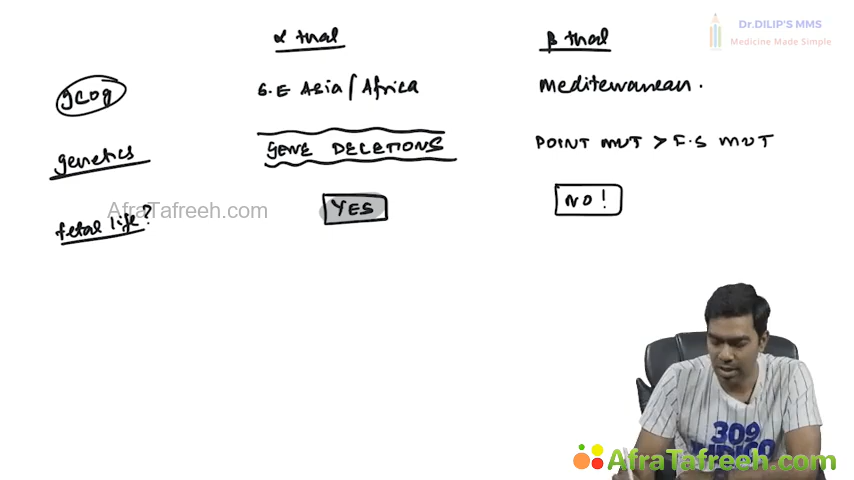 Dr.DILIP'S MMS
Medicine Made Simple
α thal β thal
geog S.E Asia / Africa Mediterranean.
genetics GENE DELETIONS POINT MUT > F.S MUT
fetal life? YES NO!
AfraTafreeh.com
309
AfraTafreeh.com